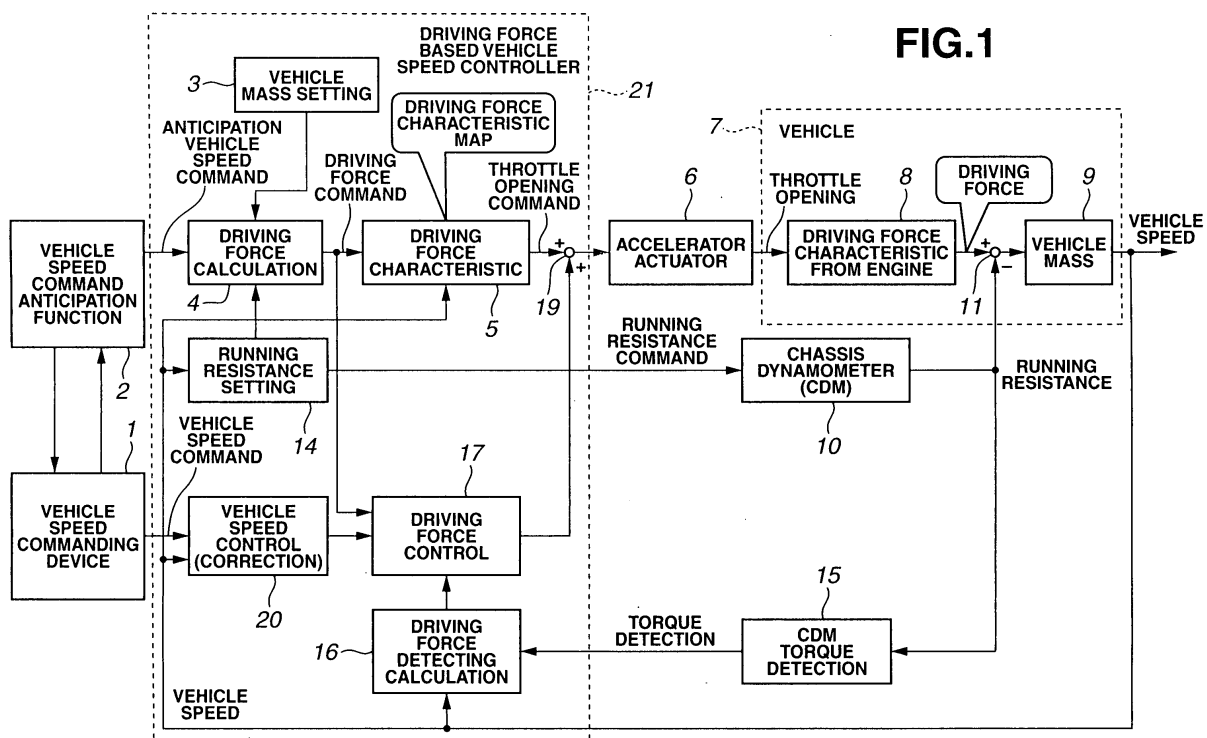 FIG.1
DRIVING FORCE
BASED VEHICLE
SPEED CONTROLLER
21
3
VEHICLE
MASS SETTING
DRIVING FORCE
CHARACTERISTIC
MAP
ANTICIPATION
VEHICLE
SPEED
COMMAND
DRIVING
FORCE
COMMAND
THROTTLE
OPENING
COMMAND
7
VEHICLE
6
THROTTLE
OPENING
8
DRIVING
FORCE
9
VEHICLE
SPEED
VEHICLE
SPEED
COMMAND
ANTICIPATION
FUNCTION
2
DRIVING
FORCE
CALCULATION
4
DRIVING
FORCE
CHARACTERISTIC
5
+
+
19
ACCELERATOR
ACTUATOR
DRIVING FORCE
CHARACTERISTIC
FROM ENGINE
+
−
11
VEHICLE
MASS
RUNNING
RESISTANCE
SETTING
14
RUNNING
RESISTANCE
COMMAND
CHASSIS
DYNAMOMETER
(CDM)
10
RUNNING
RESISTANCE
1
VEHICLE
SPEED
COMMAND
VEHICLE
SPEED
COMMANDING
DEVICE
VEHICLE
SPEED
CONTROL
(CORRECTION)
20
17
DRIVING
FORCE
CONTROL
16
DRIVING
FORCE
DETECTING
CALCULATION
TORQUE
DETECTION
15
CDM
TORQUE
DETECTION
VEHICLE
SPEED